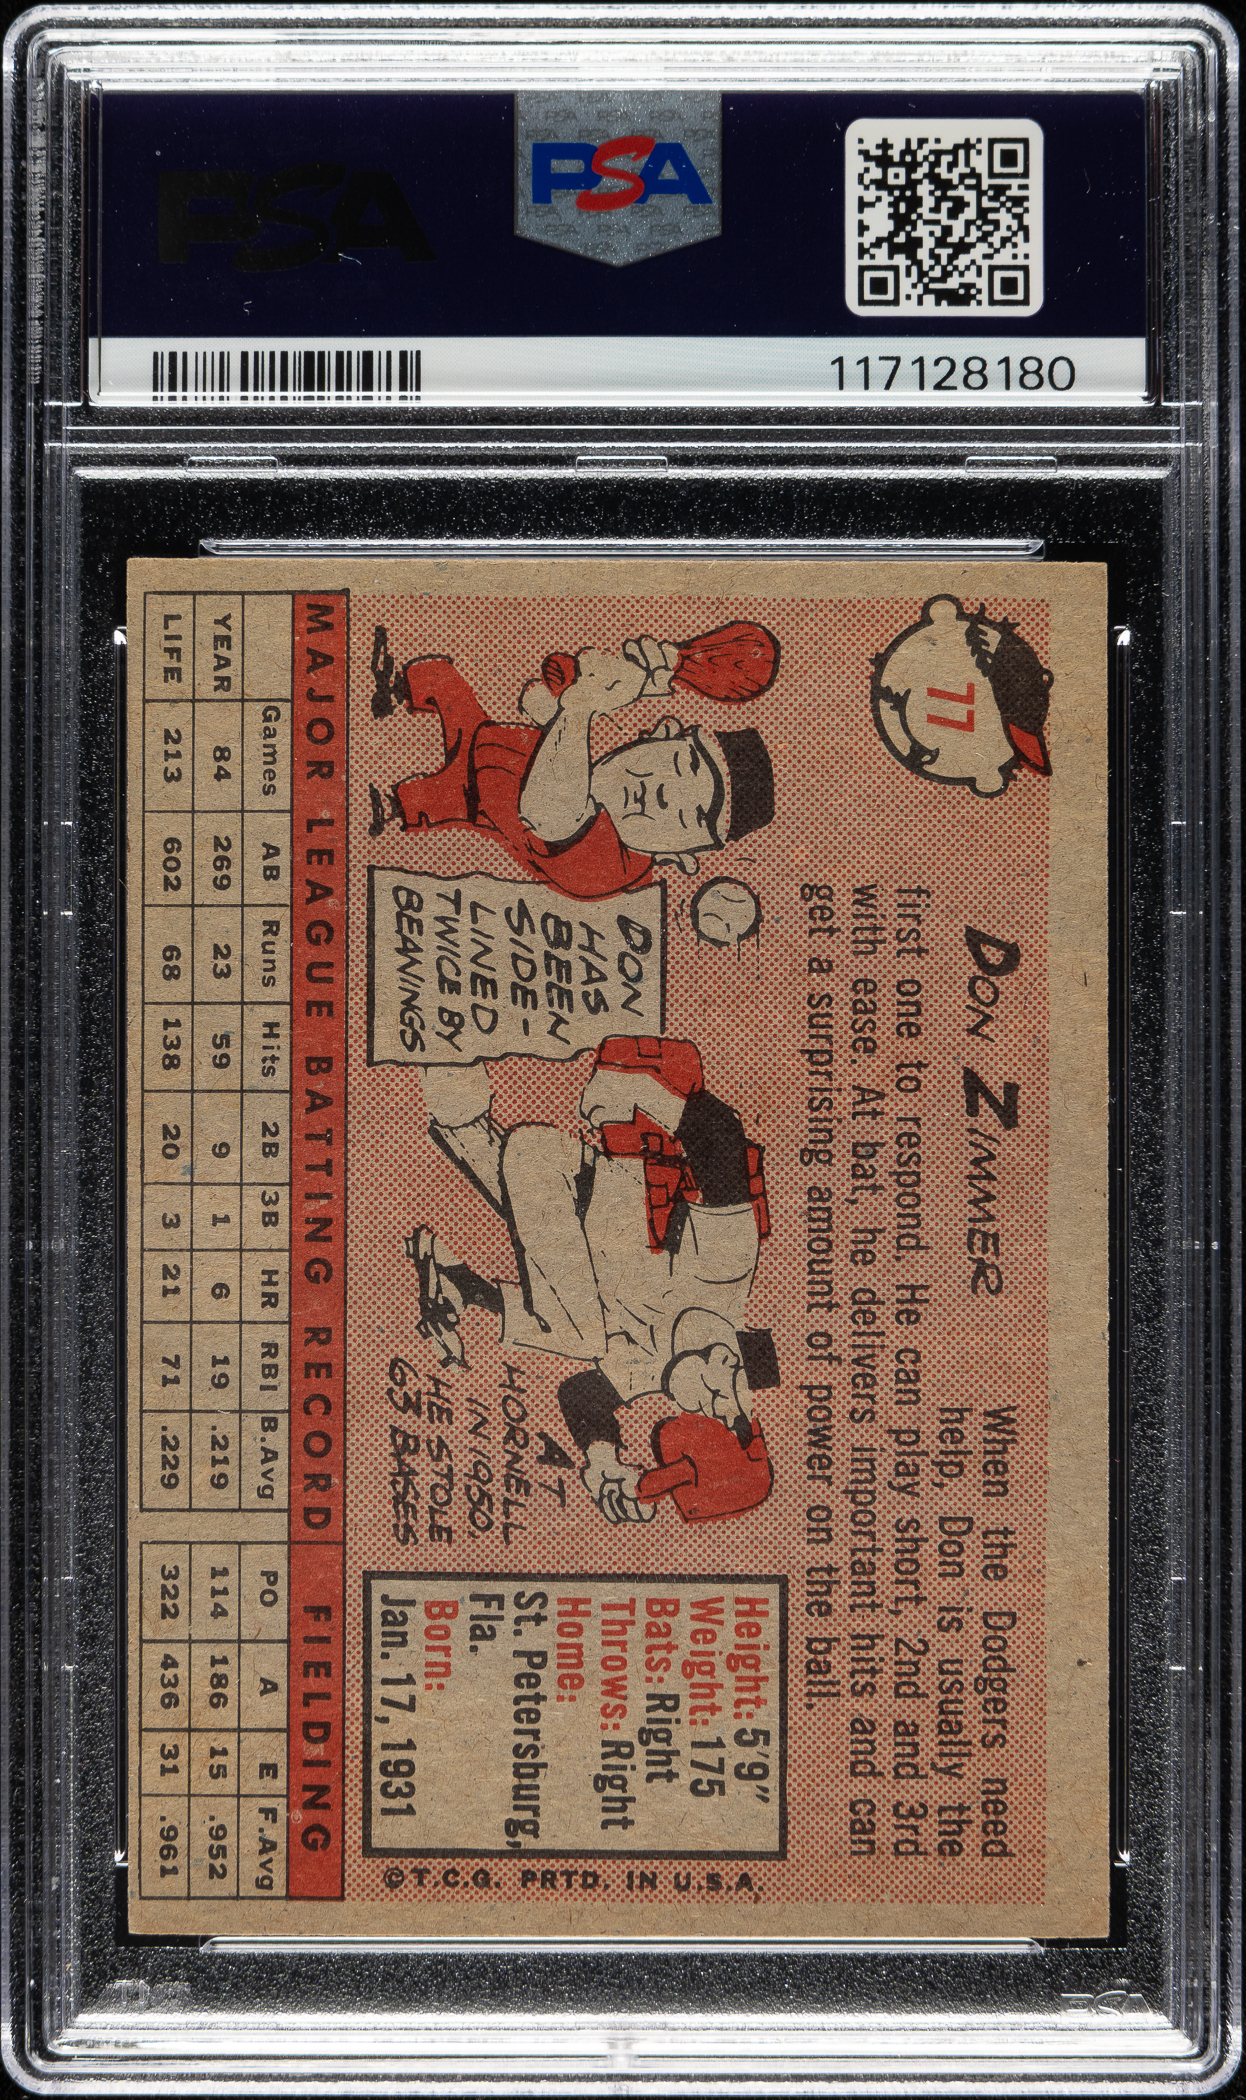 PSA
PSA
117128180
77
DON ZIMMER
When the Dodgers need
help, Don is usually the
first one to respond. He can play short, 2nd and 3rd
with ease. At bat, he delivers important hits and can
get a surprising amount of power on the ball.
DON
HAS
BEEN
SIDE-
LINED
TWICE BY
BEANINGS
AT
HORNELL
IN 1950,
HE STOLE
63 BASES
Height: 5'9"
Weight: 175
Bats: Right
Throws: Right
Home:
St. Petersburg,
Fla.
Born:
Jan. 17, 1931
© T.C.G. PRTD. IN U.S.A.
MAJOR LEAGUE BATTING RECORD FIELDING
Games AB Runs Hits 2B 3B HR RBI B.Avg PO A E F.Avg
YEAR 84 269 23 59 9 1 6 19 .219 114 186 15 .952
LIFE 213 602 68 138 20 3 21 71 .229 322 436 31 .961
PSA